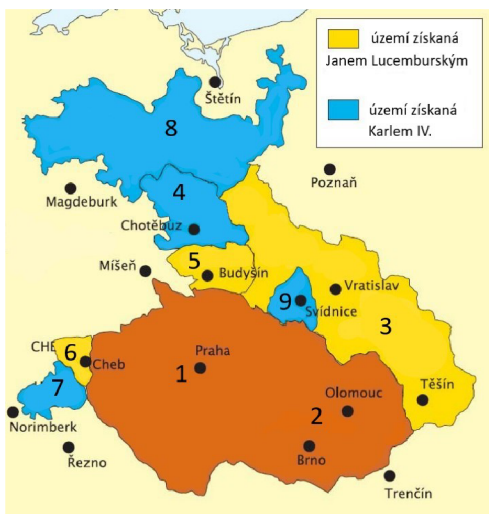 území získaná
Janem Lucemburským
území získaná
Karlem IV.
Štětín
8
Poznaň
Magdeburk
4
Chotěbuz
Míšeň
5
Budyšín
9
Svídnice
Vratislav
3
CHE
6
Cheb
Praha
1
7
Těšín
Olomouc
2
Norimberk
Řezno
Brno
Trenčín